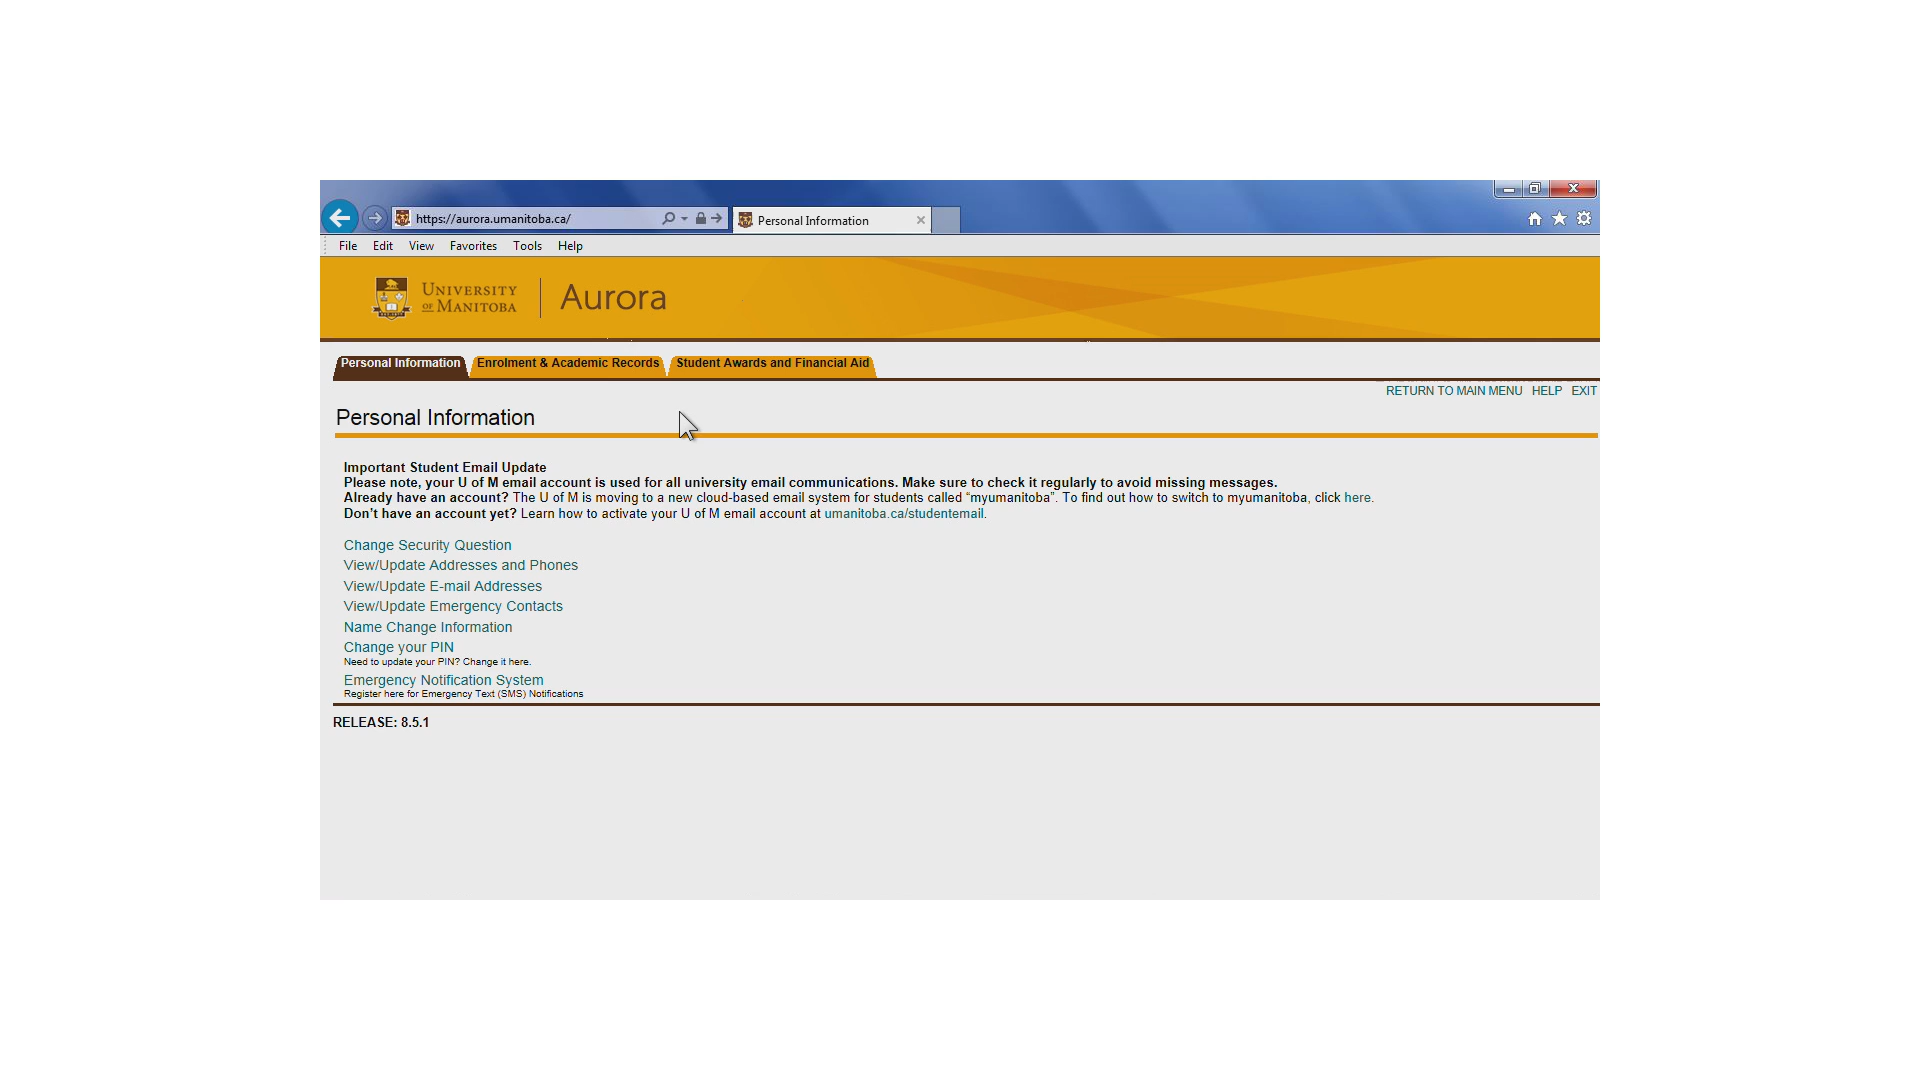 https://aurora.umanitoba.ca/
Personal Information
File Edit View Favorites Tools Help
UNIVERSITY
OF MANITOBA
Aurora
Personal Information Enrolment & Academic Records Student Awards and Financial Aid
RETURN TO MAIN MENU HELP EXIT
Personal Information
Important Student Email Update
Please note, your U of M email account is used for all university email communications. Make sure to check it regularly to avoid missing messages.
Already have an account? The U of M is moving to a new cloud-based email system for students called “myumanitoba”. To find out how to switch to myumanitoba, click here.
Don’t have an account yet? Learn how to activate your U of M email account at umanitoba.ca/studentemail.
Change Security Question
View/Update Addresses and Phones
View/Update E-mail Addresses
View/Update Emergency Contacts
Name Change Information
Change your PIN
Need to update your PIN? Change it here.
Emergency Notification System
Register here for Emergency Text (SMS) Notifications
RELEASE: 8.5.1